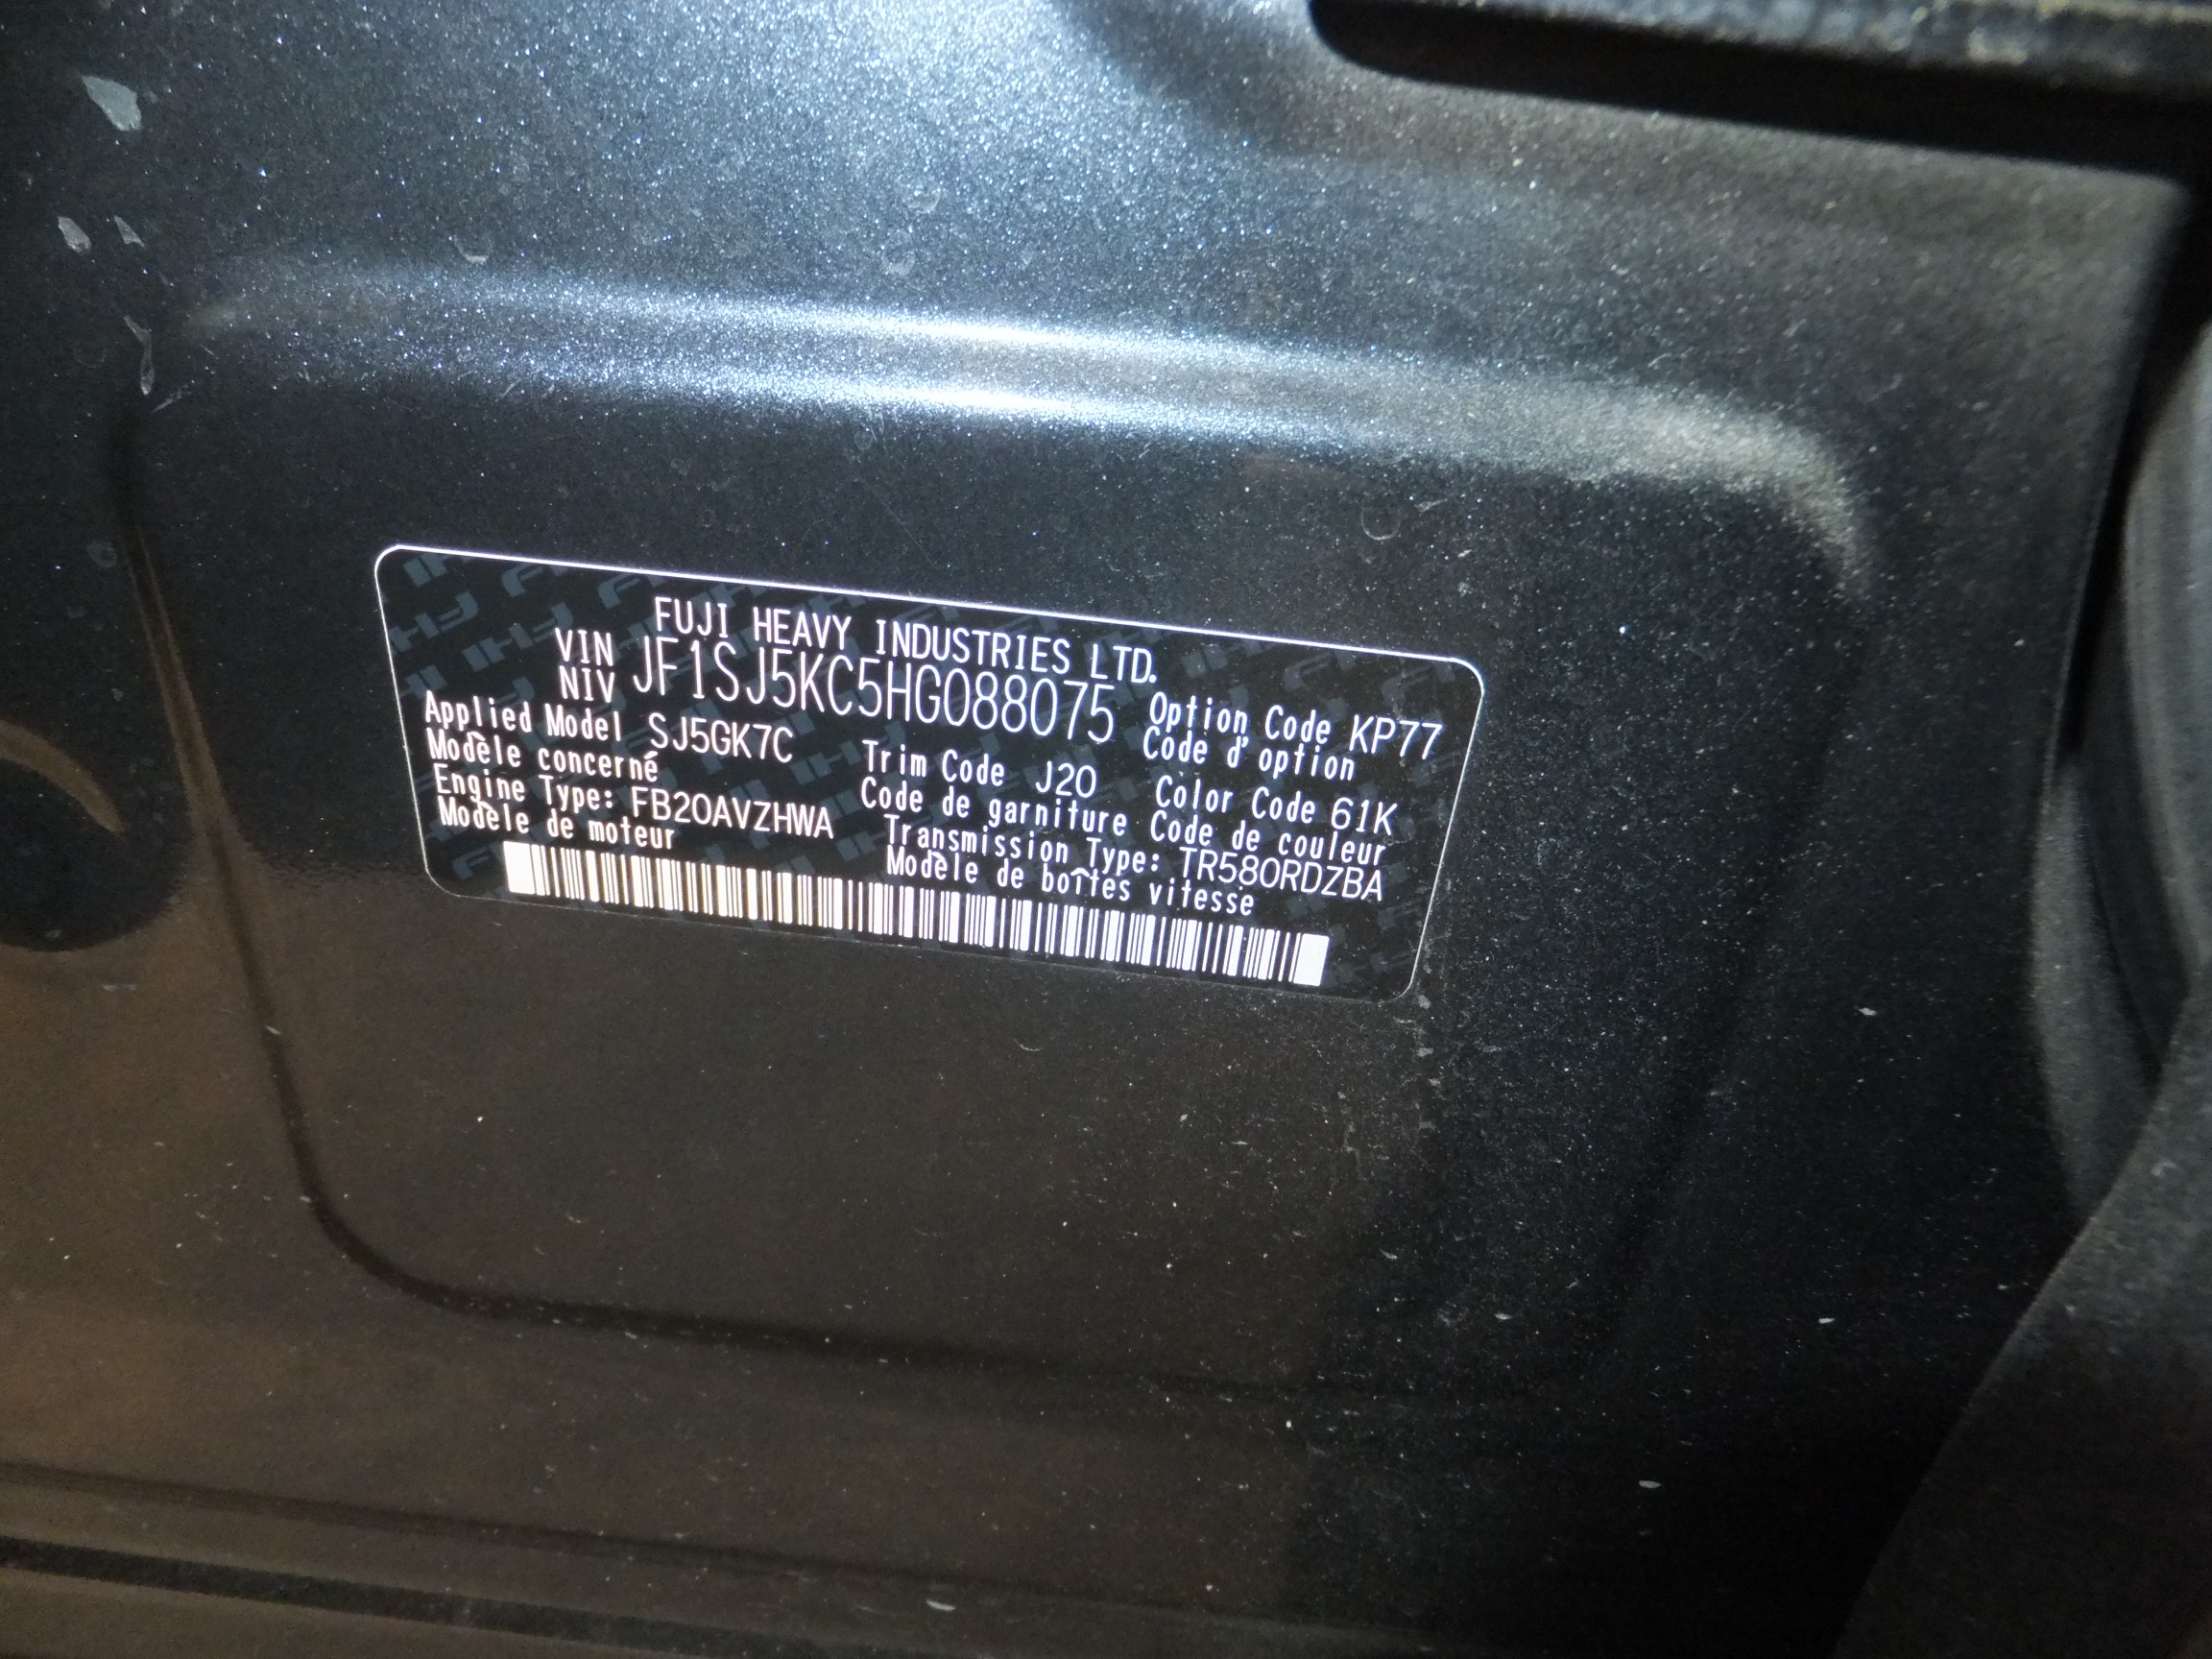 FUJI HEAVY INDUSTRIES LTD.
VIN JF1SJ5KC5HG088075
NIV
Option Code KP77
Code d'option
Applied Model SJ5GK7C
Modèle concerné
Trim Code J20
Code de garniture
Color Code 61K
Code de couleur
Engine Type: FB20AVZHWA
Modèle de moteur
Transmission Type: TR580RDZBA
Modèle de boîtes vitesse